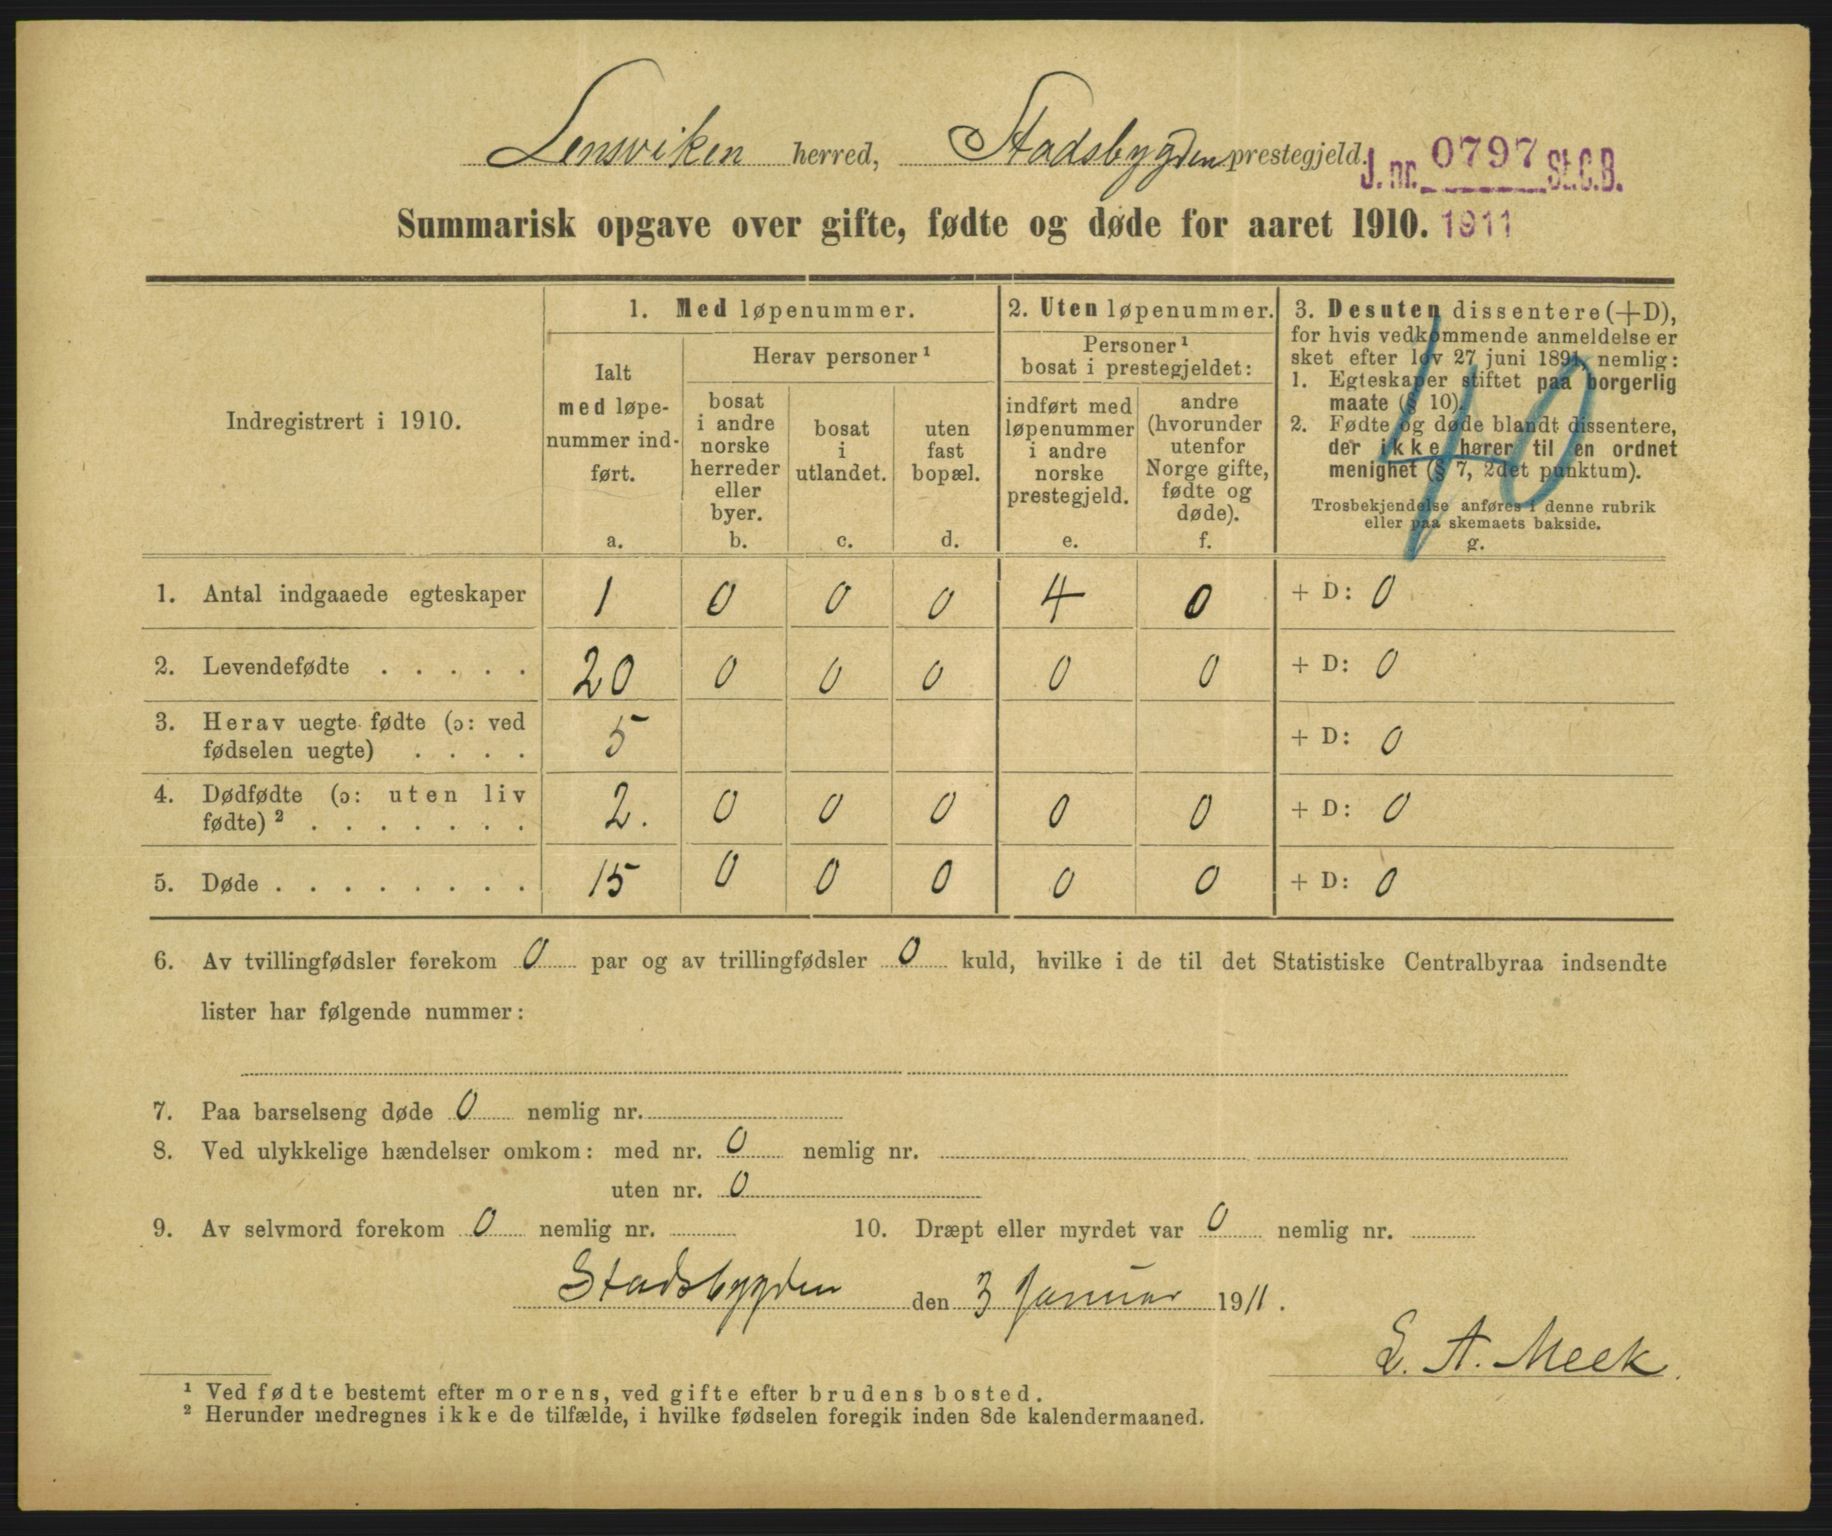 Lensviken herred, Stadsbygden prestegjeld.
J. nr. 0797 St.C.B.
Summarisk opgave over gifte, fødte og døde for aaret 1910. 1911
Indregistrert i 1910.
1. Med løpenummer.
Ialt
med løpe-
nummer ind-
ført.
a.
Herav personer ¹
bosat
i andre
norske
herreder
eller
byer.
b.
bosat
i
utlandet.
c.
uten
fast
bopæl.
d.
2. Uten løpenummer.
Personer ¹
bosat i prestegjeldet:
indført med
løpenummer
i andre
norske
prestegjeld.
e.
andre
(hvorunder
utenfor
Norge gifte,
fødte og
døde).
f.
3. Desuten dissentere (+D),
for hvis vedkommende anmeldelse er
sket efter lov 27 juni 1891, nemlig:
1. Egteskaper stiftet paa borgerlig
maate (§ 10).
2. Fødte og døde blandt dissentere,
der ikke hører til en ordnet
menighet (§ 7, 2det punktum).
Trosbekjendelse anføres i denne rubrik
eller paa skemaets bakside.
g.
10
1. Antal indgaaede egteskaper 1 0 0 0 4 0 + D: 0
2. Levendefødte . . . . . 20 0 0 0 0 0 + D: 0
3. Herav uegte fødte (ɔ: ved
fødselen uegte) . . . . 5 + D: 0
4. Dødfødte (ɔ: uten liv
fødte) ² . . . . . . . 2. 0 0 0 0 0 + D: 0
5. Døde . . . . . . . . 15 0 0 0 0 0 + D: 0
6. Av tvillingfødsler forekom 0 par og av trillingfødsler 0 kuld, hvilke i de til det Statistiske Centralbyraa indsendte
lister har følgende nummer:
7. Paa barselseng døde 0 nemlig nr.
8. Ved ulykkelige hændelser omkom: med nr. 0 nemlig nr.
uten nr. 0
9. Av selvmord forekom 0 nemlig nr. 10. Dræpt eller myrdet var 0 nemlig nr.
Stadsbygden den 3 Januar 1911.
E. A. Meek.
¹ Ved fødte bestemt efter morens, ved gifte efter brudens bosted.
² Herunder medregnes ikke de tilfælde, i hvilke fødselen foregik inden 8de kalendermaaned.